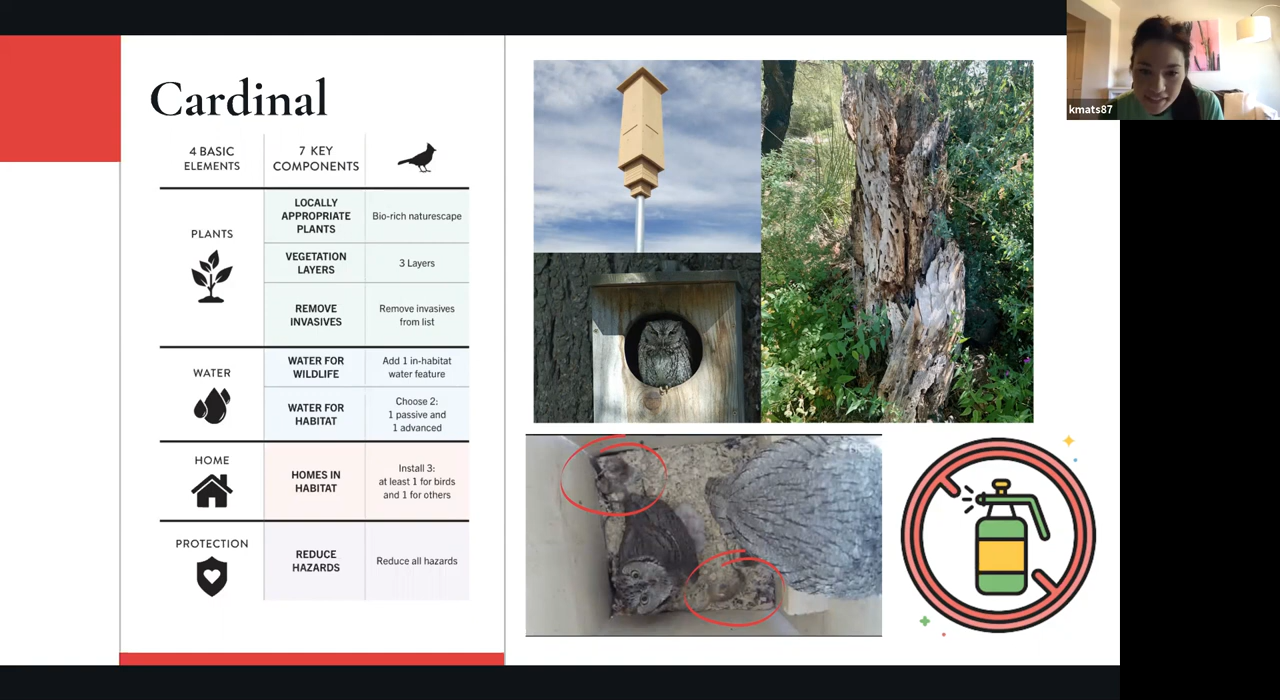 Cardinal
4 BASIC
ELEMENTS
7 KEY
COMPONENTS
PLANTS
LOCALLY
APPROPRIATE
PLANTS
Bio-rich naturescape
VEGETATION
LAYERS
3 Layers
REMOVE
INVASIVES
Remove invasives
from list
WATER
WATER FOR
WILDLIFE
Add 1 in-habitat
water feature
WATER FOR
HABITAT
Choose 2:
1 passive and
1 advanced
HOME
HOMES IN
HABITAT
Install 3:
at least 1 for birds
and 1 for others
PROTECTION
REDUCE
HAZARDS
Reduce all hazards
kmats87